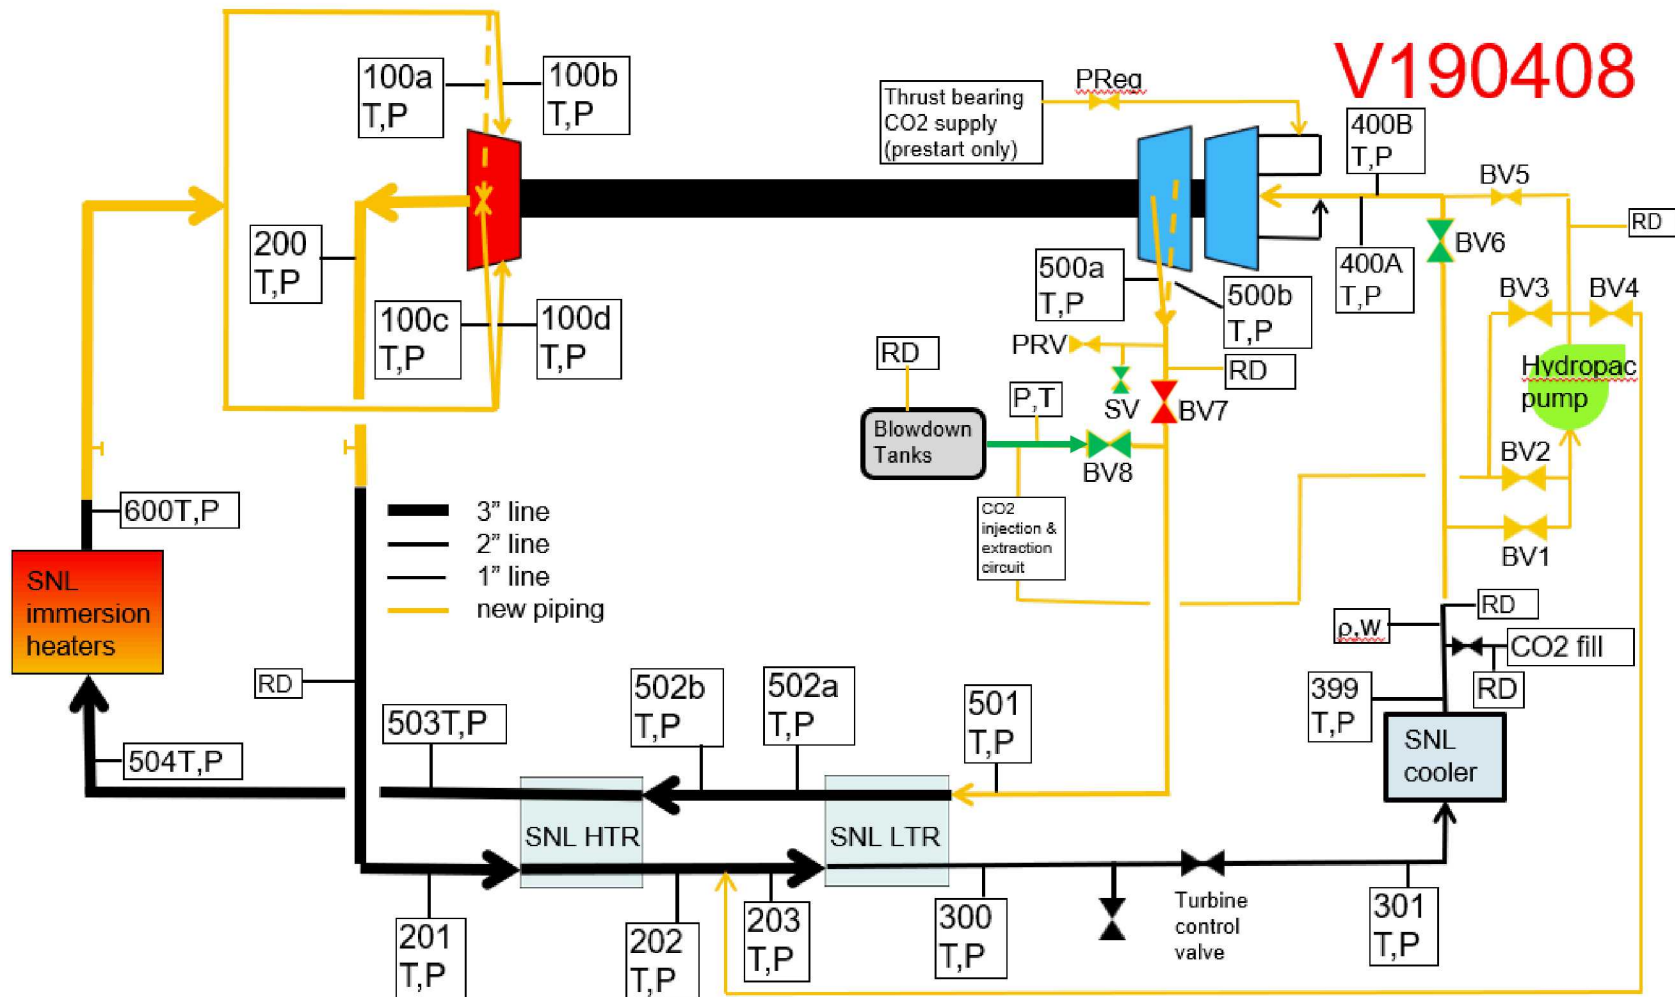 V190408
100a
T,P
100b
T,P
Thrust bearing
CO2 supply
(prestart only)
PReg
400B
T,P
BV5
RD
BV6
200
T,P
500a
T,P
500b
T,P
400A
T,P
BV3
BV4
100c
T,P
100d
T,P
RD
PRV
RD
SV
BV7
P,T
Hydropac
pump
Blowdown
Tanks
BV8
BV2
BV1
600T,P
3” line
2” line
1” line
new piping
CO2
injection &
extraction
circuit
SNL
immersion
heaters
RD
ρ,W
CO2 fill
RD
RD
399
T,P
SNL
cooler
504T,P
503T,P
502b
T,P
502a
T,P
501
T,P
SNL HTR
SNL LTR
201
T,P
202
T,P
203
T,P
300
T,P
Turbine
control
valve
301
T,P